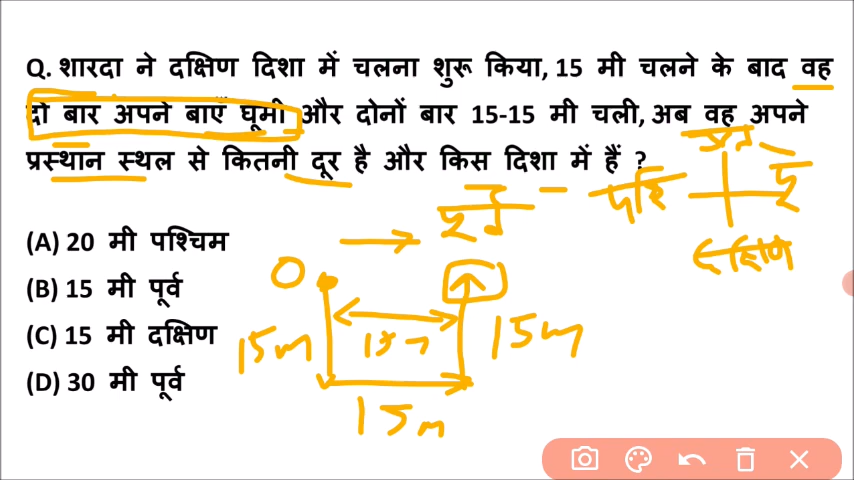 Q. शारदा ने दक्षिण दिशा में चलना शुरू किया, 15 मी चलने के बाद वह
दो बार अपने बाएँ घूमी और दोनों बार 15-15 मी चली, अब वह अपने
प्रस्थान स्थल से कितनी दूर है और किस दिशा में हैं ?
(A) 20 मी पश्चिम
(B) 15 मी पूर्व
(C) 15 मी दक्षिण
(D) 30 मी पूर्व
0
15m
15m
15m